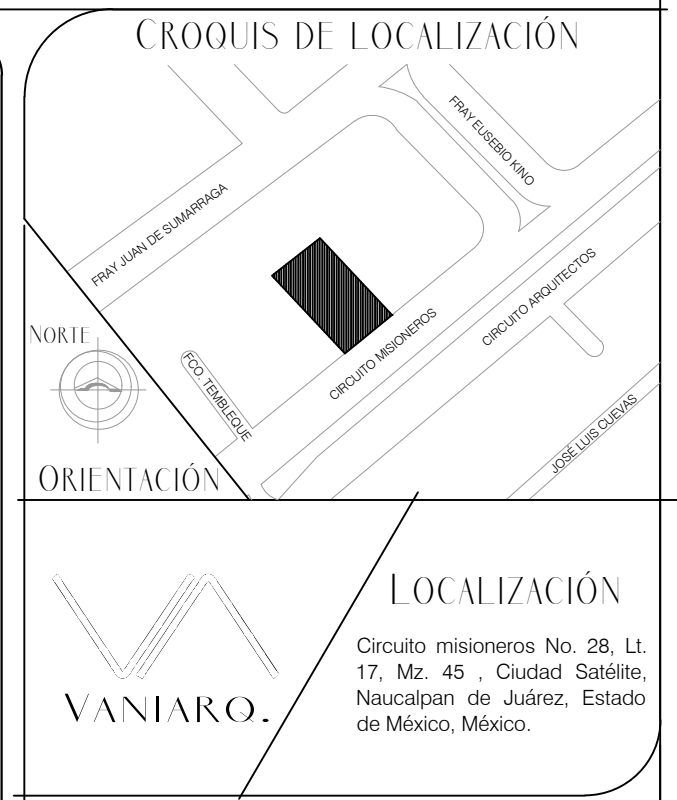 CROQUIS DE LOCALIZACIÓN
FRAY EUSEBIO KINO
FRAY JUAN DE SUMARRAGA
CIRCUITO ARQUITECTOS
CIRCUITO MISIONEROS
NORTE
FCO. TEMBLEQUE
JOSÉ LUIS CUEVAS
ORIENTACIÓN
LOCALIZACIÓN
Circuito misioneros No. 28, Lt.
17, Mz. 45 , Ciudad Satélite,
Naucalpan de Juárez, Estado
de México, México.
VANIARQ.